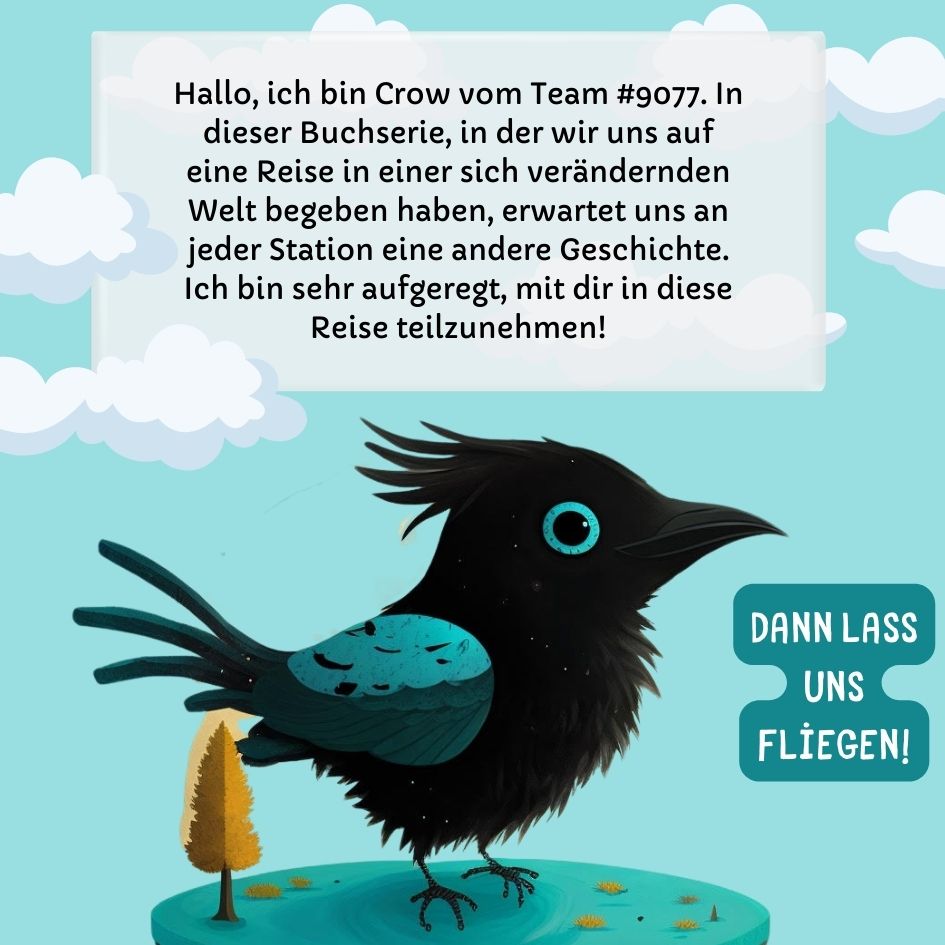 Hallo, ich bin Crow vom Team #9077. In
dieser Buchserie, in der wir uns auf
eine Reise in einer sich verändernden
Welt begeben haben, erwartet uns an
jeder Station eine andere Geschichte.
Ich bin sehr aufgeregt, mit dir in diese
Reise teilzunehmen!
DANN LASS
UNS
FLİEGEN!